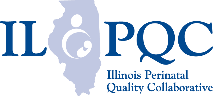 IL PQC
Illinois Perinatal
Quality Collaborative